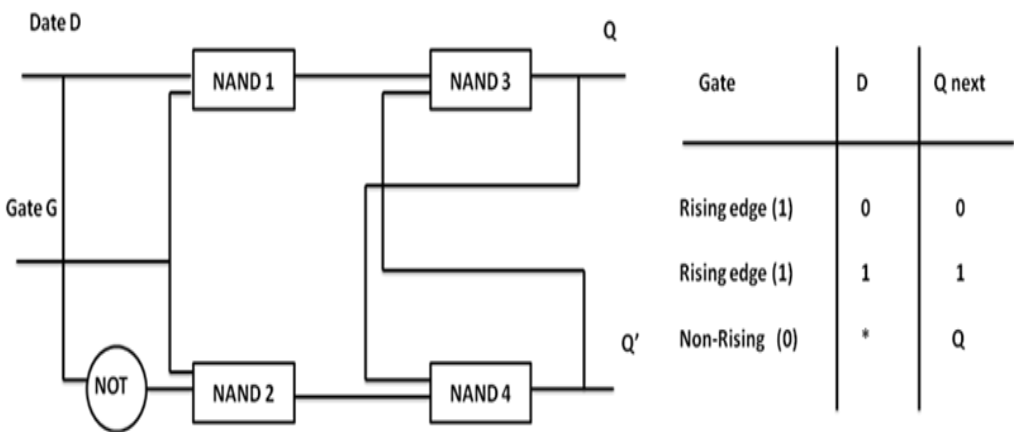 Date D
Q
NAND 1
NAND 3
Gate G
Q'
NOT
NAND 2
NAND 4
Gate D Q next
Rising edge (1) 0 0
Rising edge (1) 1 1
Non-Rising (0) * Q